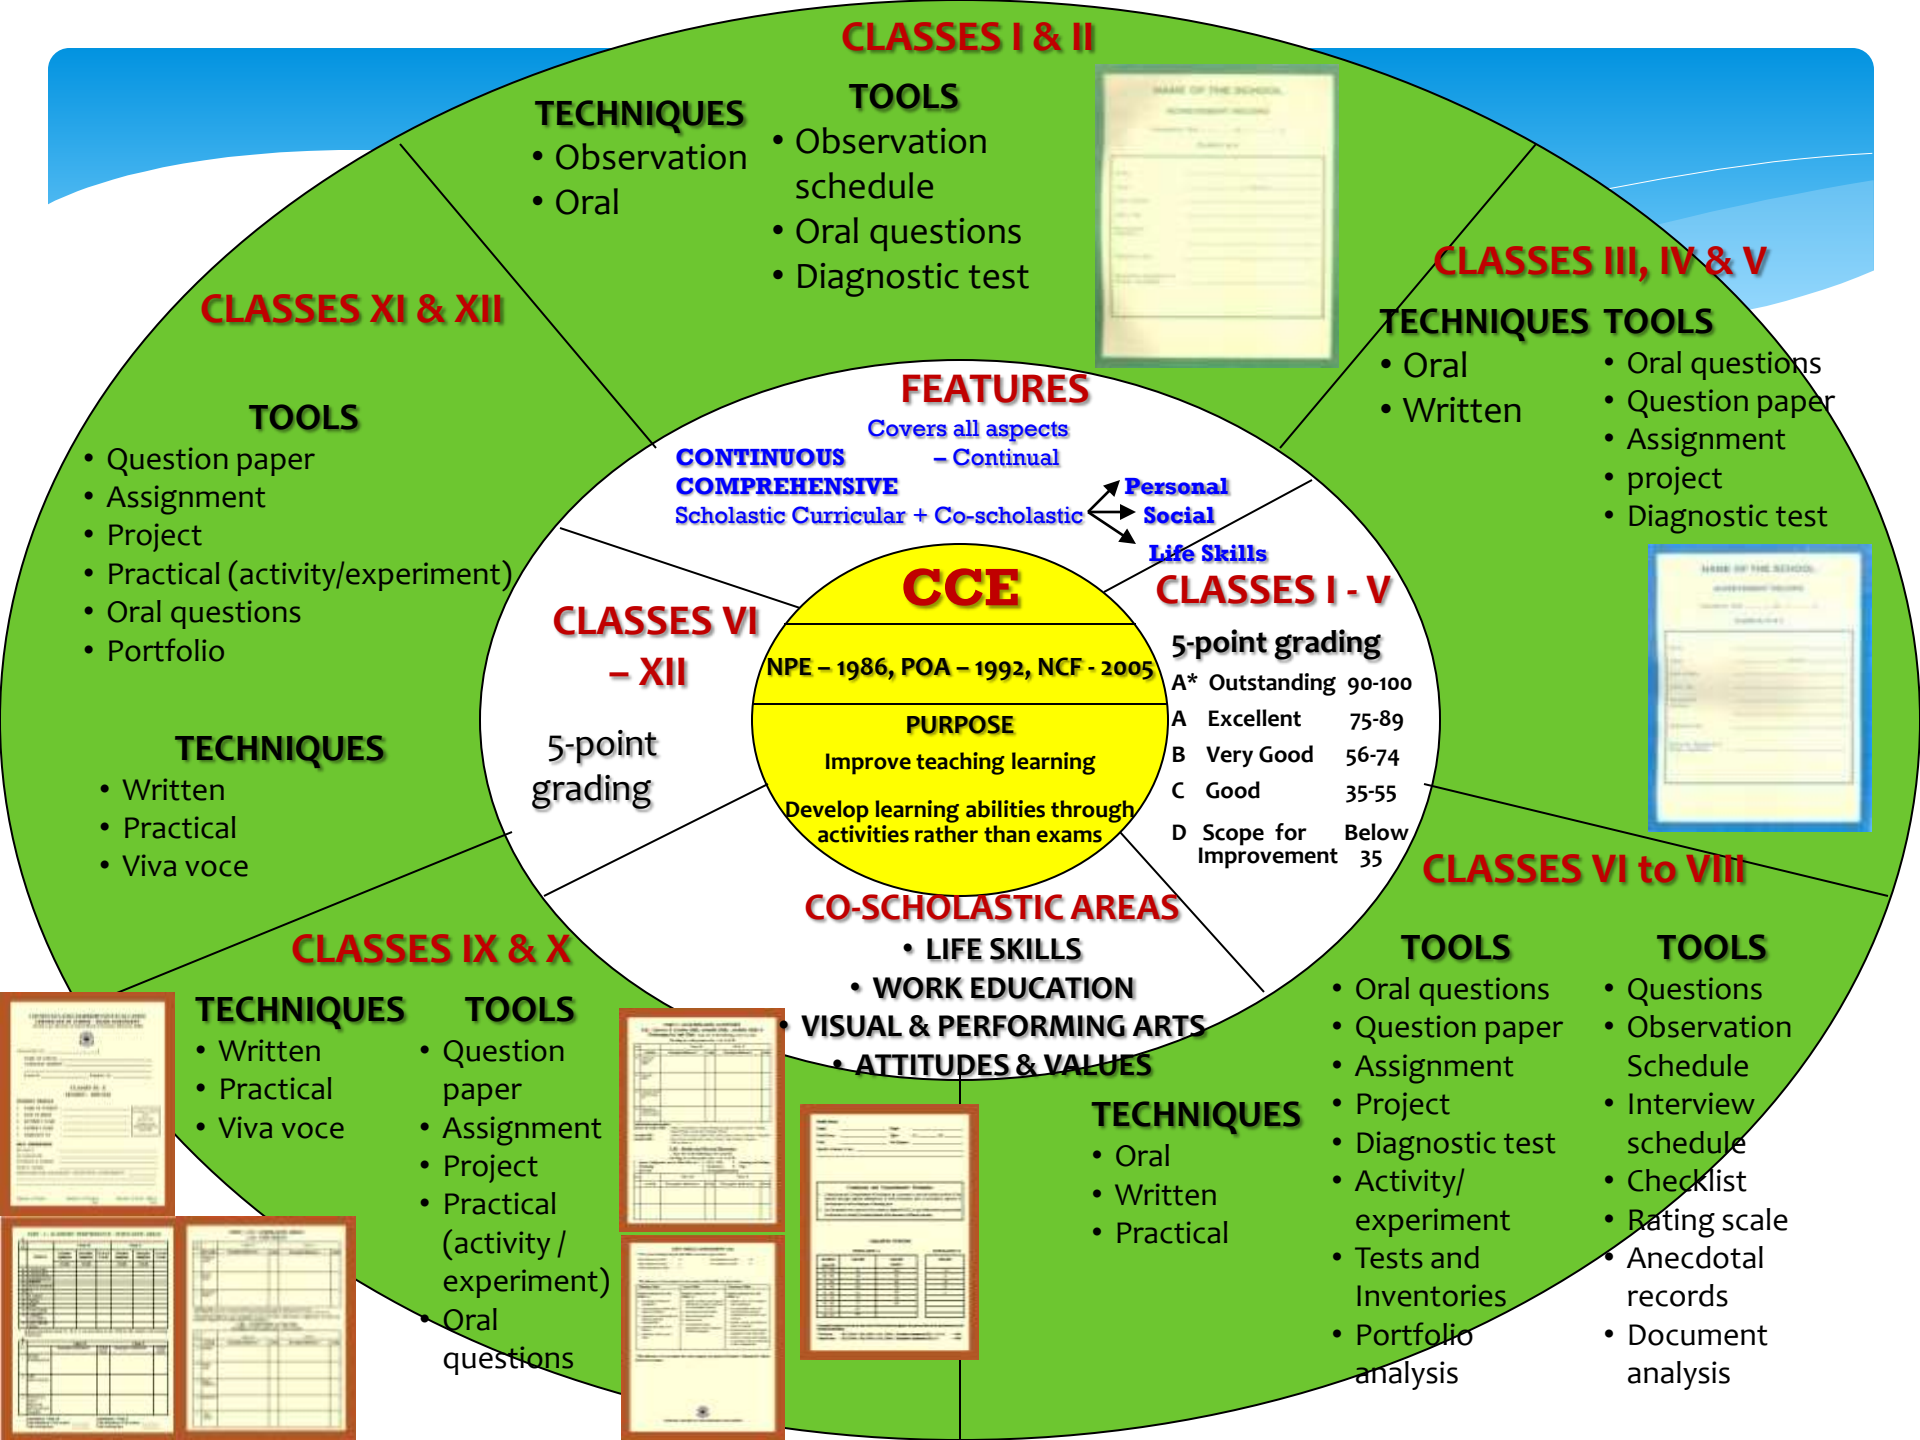 CLASSES I & II
TECHNIQUES
• Observation
• Oral
TOOLS
• Observation
schedule
• Oral questions
• Diagnostic test
NAME OF THE SCHOOL
CLASSES III, IV & V
TECHNIQUES
• Oral
• Written
TOOLS
• Oral questions
• Question paper
• Assignment
• project
• Diagnostic test
NAME OF THE SCHOOL
CLASSES XI & XII
TOOLS
• Question paper
• Assignment
• Project
• Practical (activity/experiment)
• Oral questions
• Portfolio
TECHNIQUES
• Written
• Practical
• Viva voce
FEATURES
Covers all aspects
CONTINUOUS – Continual
COMPREHENSIVE
Scholastic Curricular + Co-scholastic
Personal
Social
Life Skills
CCE
NPE – 1986, POA – 1992, NCF - 2005
PURPOSE
Improve teaching learning
Develop learning abilities through
activities rather than exams
CLASSES VI
– XII
5-point
grading
CLASSES I - V
5-point grading
A* Outstanding 90-100
A Excellent 75-89
B Very Good 56-74
C Good 35-55
D Scope for Below
Improvement 35
CO-SCHOLASTIC AREAS
• LIFE SKILLS
• WORK EDUCATION
• VISUAL & PERFORMING ARTS
• ATTITUDES & VALUES
CLASSES VI to VIII
TECHNIQUES
• Oral
• Written
• Practical
TOOLS
• Oral questions
• Question paper
• Assignment
• Project
• Diagnostic test
• Activity/
experiment
• Tests and
Inventories
• Portfolio
analysis
TOOLS
• Questions
• Observation
Schedule
• Interview
schedule
• Checklist
• Rating scale
• Anecdotal
records
• Document
analysis
CLASSES IX & X
TECHNIQUES
• Written
• Practical
• Viva voce
TOOLS
• Question
paper
• Assignment
• Project
• Practical
(activity /
experiment)
• Oral
questions